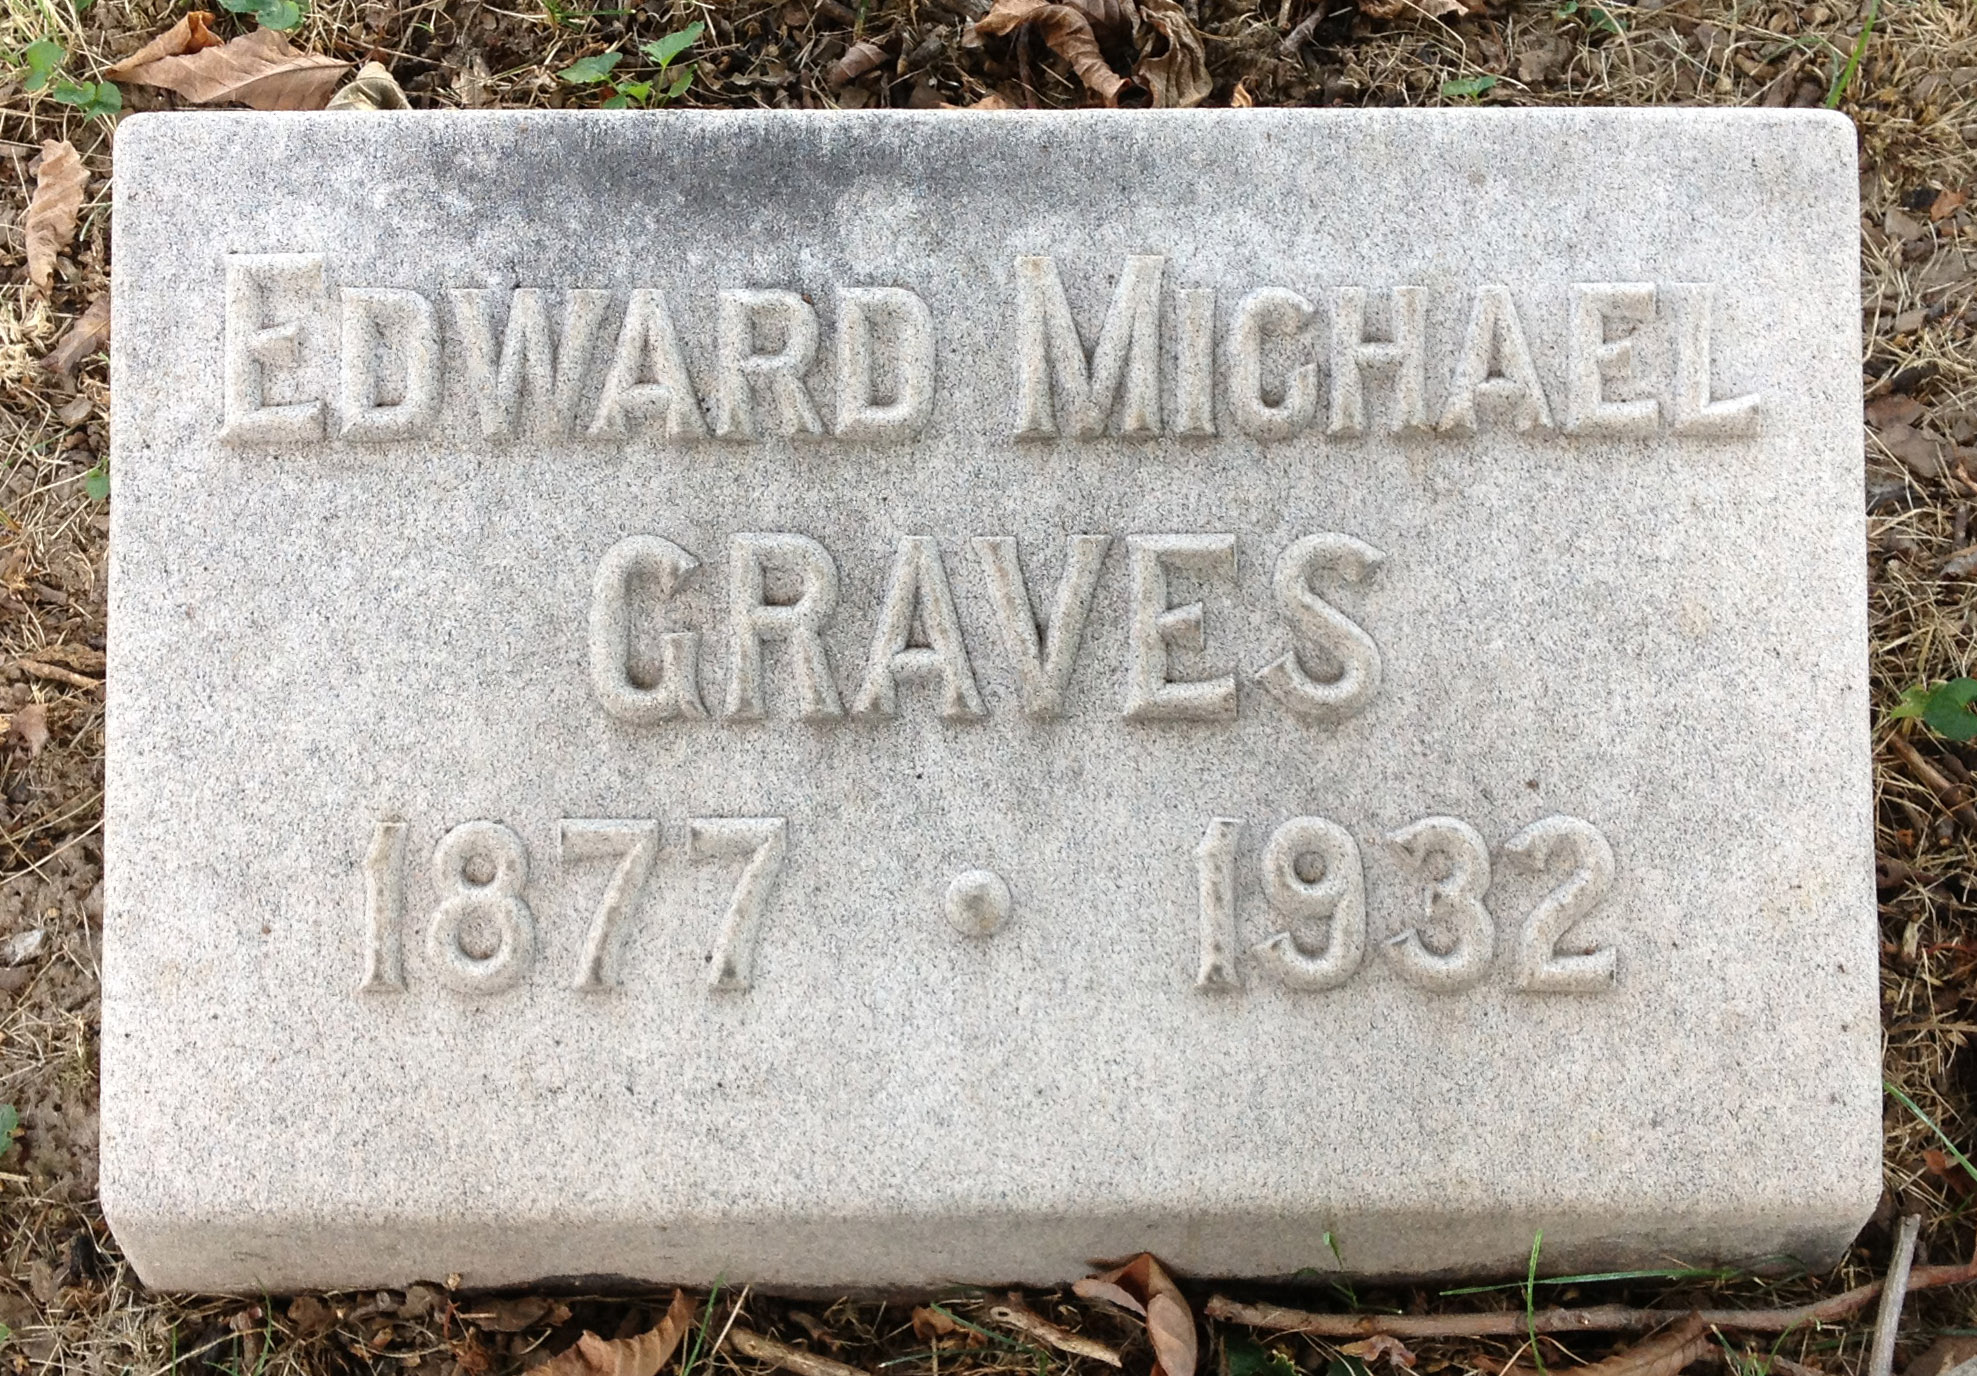 EDWARD MICHAEL
GRAVES
1877 • 1932